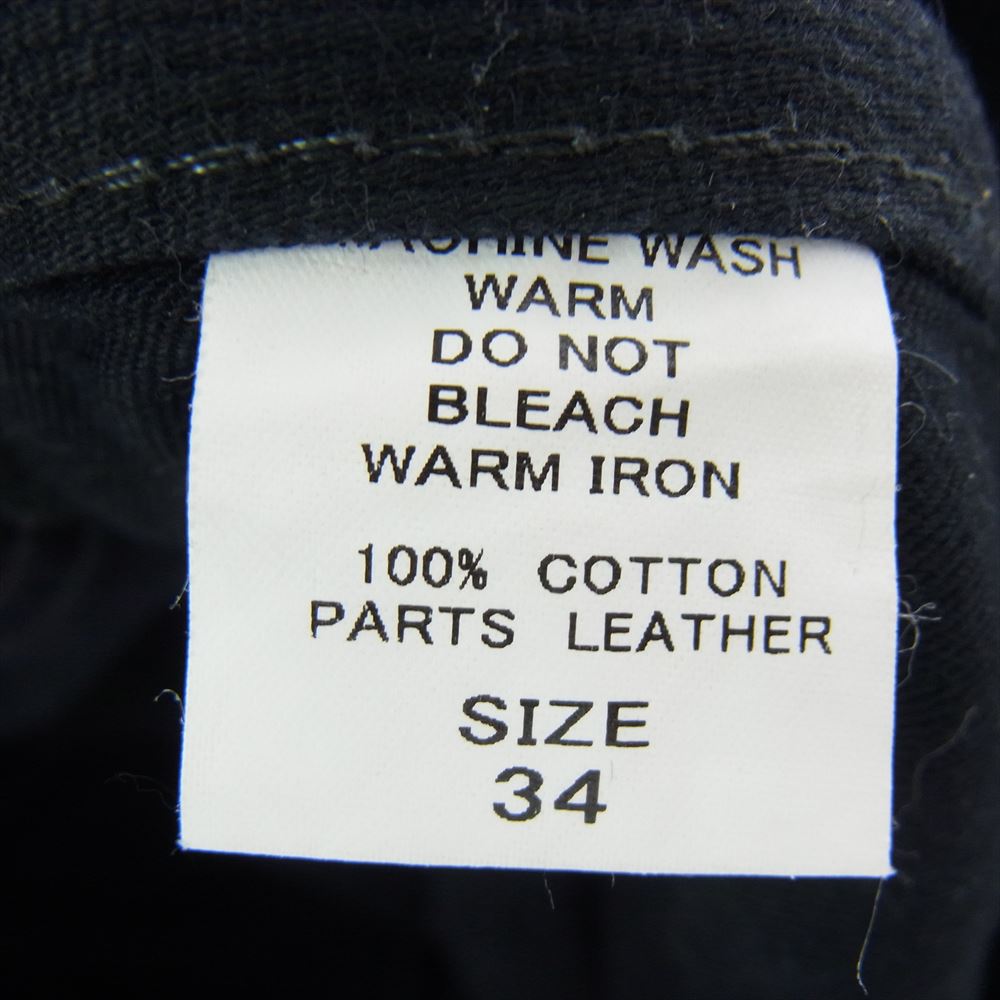 MACHINE WASH
WARM
DO NOT
BLEACH
WARM IRON
100% COTTON
PARTS LEATHER
SIZE
34